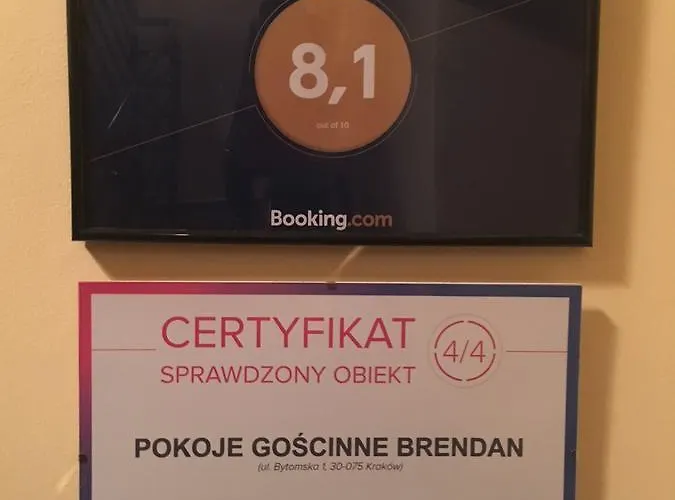 8,1
out of 10
Booking.com
CERTYFIKAT
4/4
SPRAWDZONY OBIEKT
POKOJE GOŚCINNE BRENDAN
(ul. Bytomska 1, 30-075 Kraków)